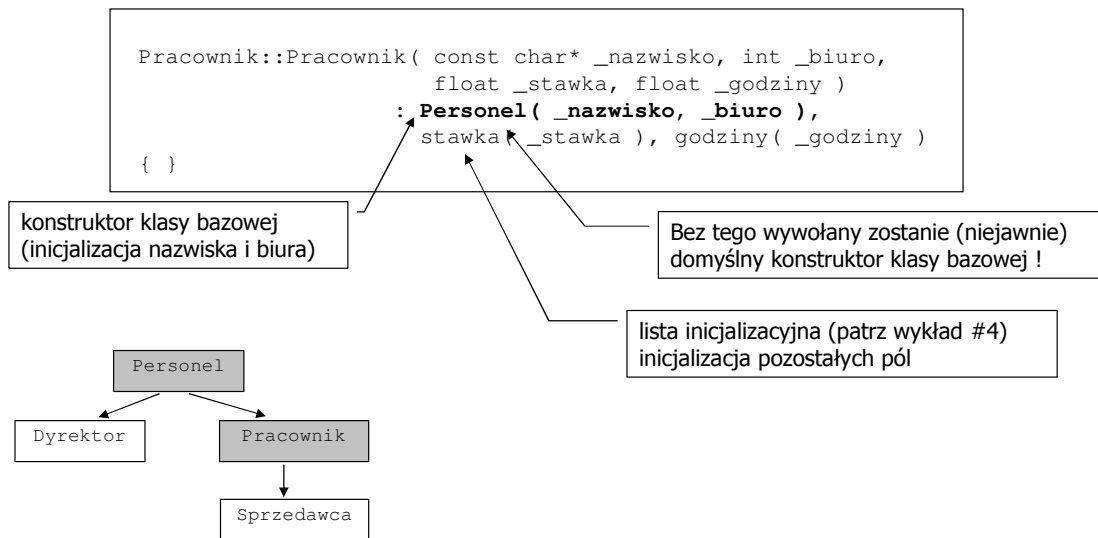 Pracownik::Pracownik( const char* _nazwisko, int _biuro,
float _stawka, float _godziny )
: Personel( _nazwisko, _biuro ),
stawka( _stawka ), godziny( _godziny )
{ }
konstruktor klasy bazowej
(inicjalizacja nazwiska i biura)
Bez tego wywołany zostanie (niejawnie)
domyślny konstruktor klasy bazowej !
lista inicjalizacyjna (patrz wykład #4)
inicjalizacja pozostałych pól
Personel
Dyrektor
Pracownik
Sprzedawca